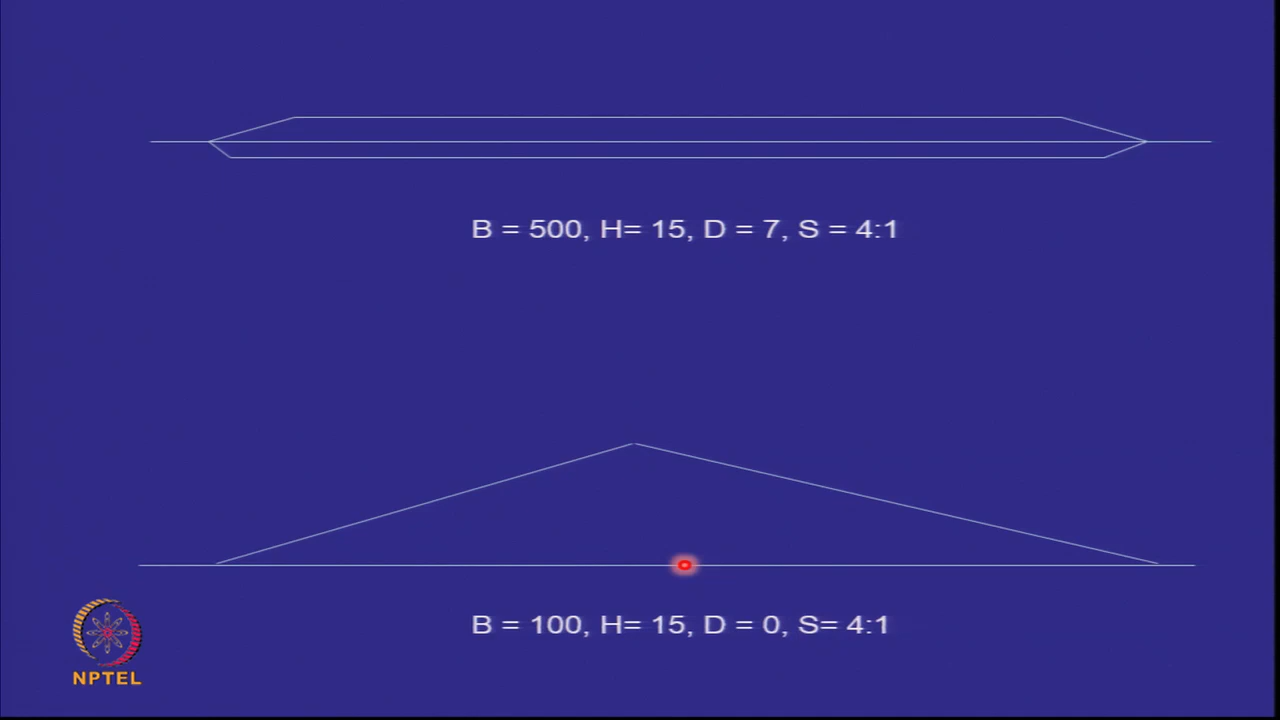 B = 500, H= 15, D = 7, S = 4:1
B = 100, H= 15, D = 0, S= 4:1
NPTEL